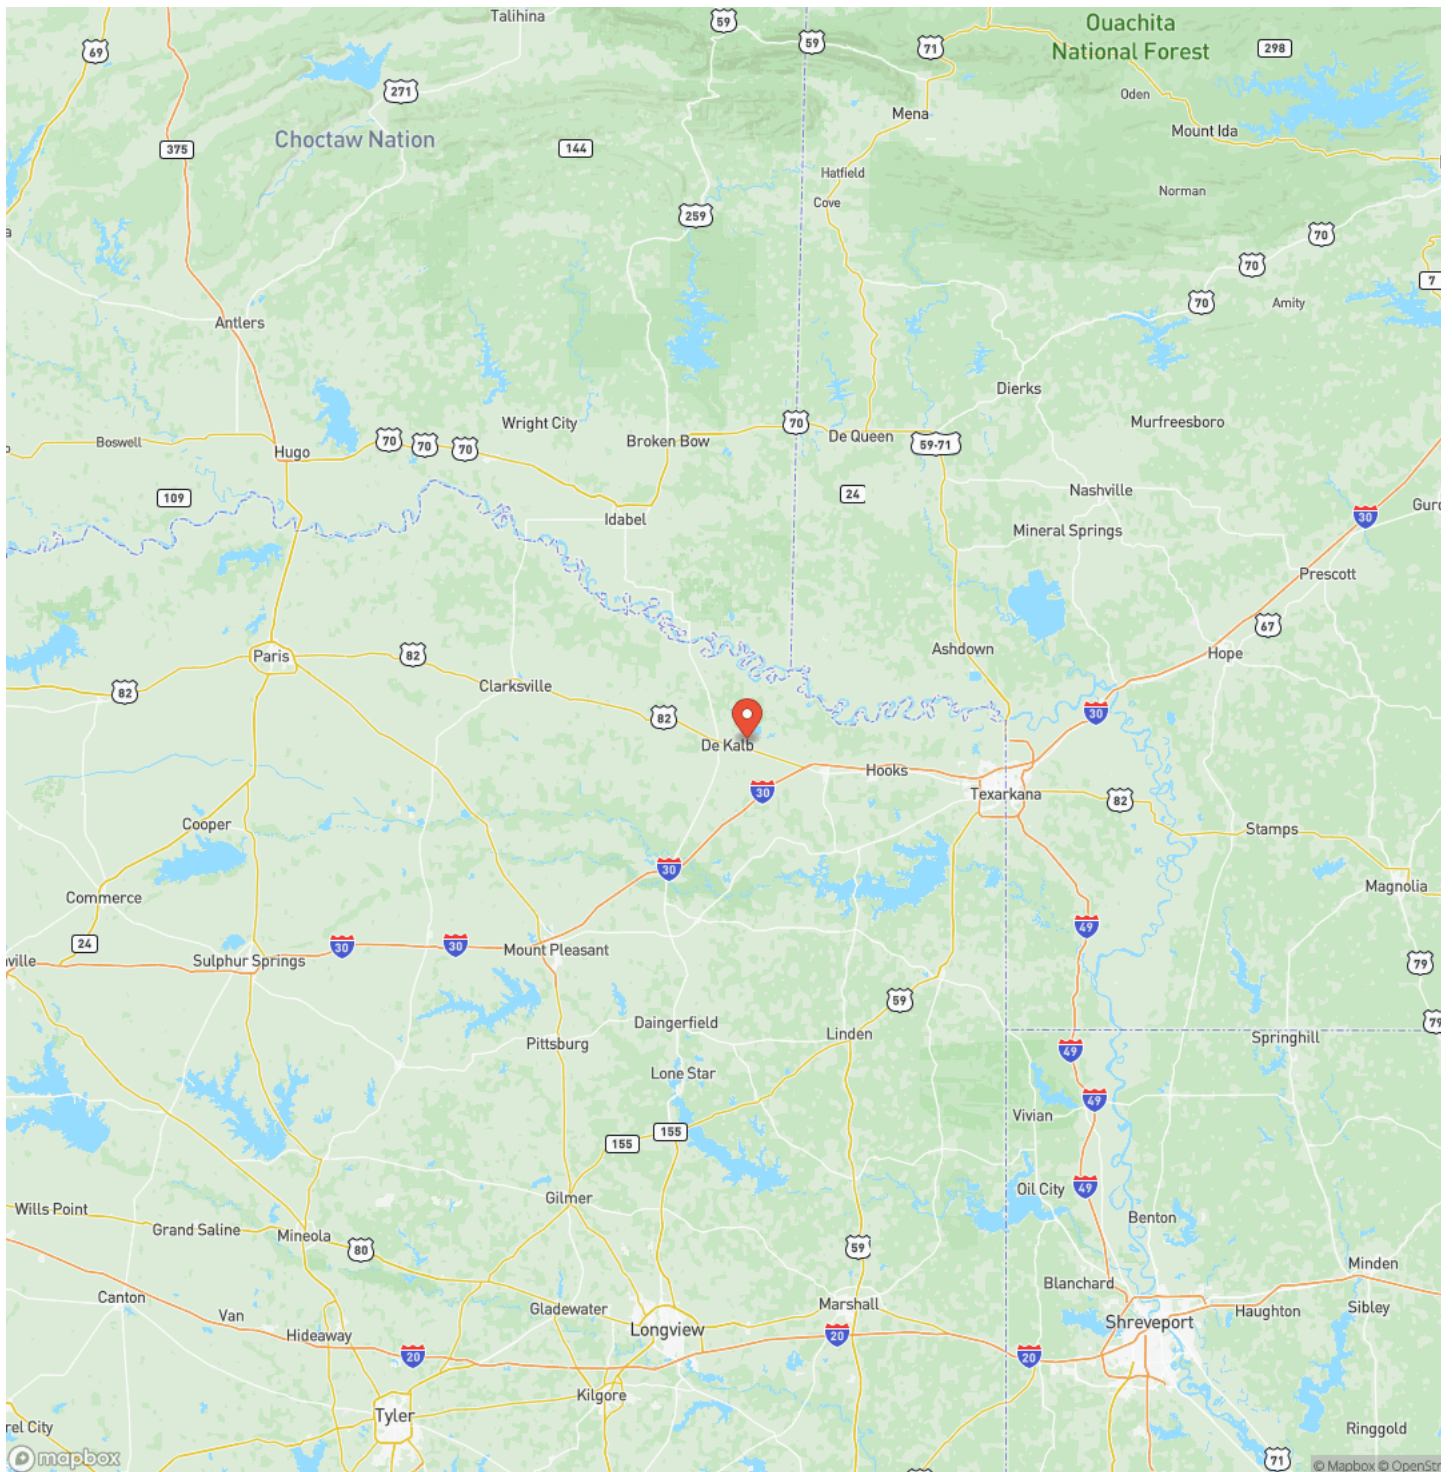 Talihina
59
59
71
Ouachita
National Forest
298
69
271
Oden
Mena
Mount Ida
Choctaw Nation
375
144
Hatfield
Norman
Cove
259
70
70
7
70
Amity
Antlers
Dierks
Murfreesboro
Wright City
70
Boswell
Hugo
70
70
70
Broken Bow
De Queen
59-71
109
24
Nashville
Gurd
Idabel
30
Mineral Springs
Prescott
67
Paris
82
Ashdown
Hope
82
Clarksville
82
30
De Kalb
Hooks
30
Texarkana
82
Cooper
Stamps
30
Commerce
Magnolia
24
30
30
49
Mount Pleasant
ville
Sulphur Springs
79
59
Daingerfield
79
Linden
Pittsburg
Springhill
49
Lone Star
49
Vivian
155
155
Oil City
49
Gilmer
Wills Point
Benton
Grand Saline
Mineola
80
59
Minden
Blanchard
Canton
Van
Gladewater
Marshall
Haughton
Sibley
Hideaway
Longview
20
Shreveport
20
20
Kilgore
Tyler
rel City
Ringgold
mapbox
71
© Mapbox © OpenStr